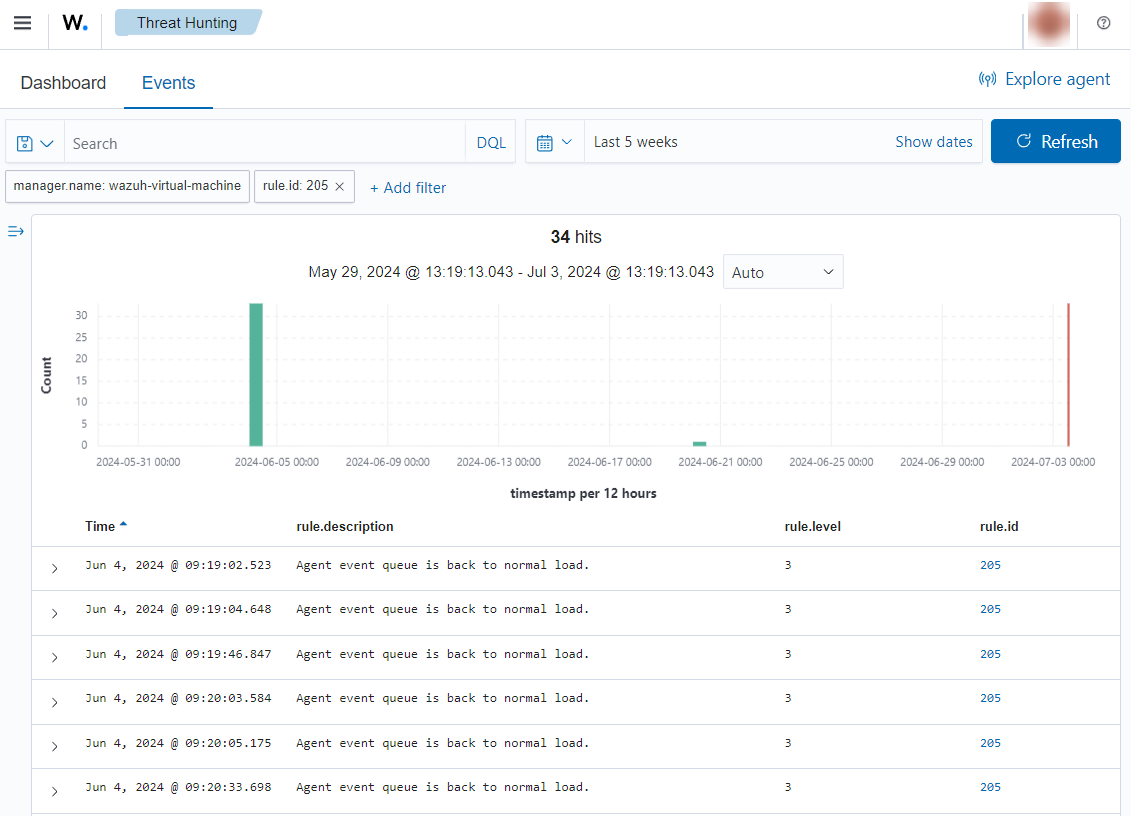 W. Threat Hunting
Dashboard Events Explore agent
Search DQL Last 5 weeks Show dates Refresh
manager.name: wazuh-virtual-machine rule.id: 205 × + Add filter
34 hits
May 29, 2024 @ 13:19:13.043 - Jul 3, 2024 @ 13:19:13.043 Auto
Count
30
25
20
15
10
5
0
2024-05-31 00:00 2024-06-05 00:00 2024-06-09 00:00 2024-06-13 00:00 2024-06-17 00:00 2024-06-21 00:00 2024-06-25 00:00 2024-06-29 00:00 2024-07-03 00:00
timestamp per 12 hours
Time rule.description rule.level rule.id
Jun 4, 2024 @ 09:19:02.523 Agent event queue is back to normal load. 3 205
Jun 4, 2024 @ 09:19:04.648 Agent event queue is back to normal load. 3 205
Jun 4, 2024 @ 09:19:46.847 Agent event queue is back to normal load. 3 205
Jun 4, 2024 @ 09:20:03.584 Agent event queue is back to normal load. 3 205
Jun 4, 2024 @ 09:20:05.175 Agent event queue is back to normal load. 3 205
Jun 4, 2024 @ 09:20:33.698 Agent event queue is back to normal load. 3 205